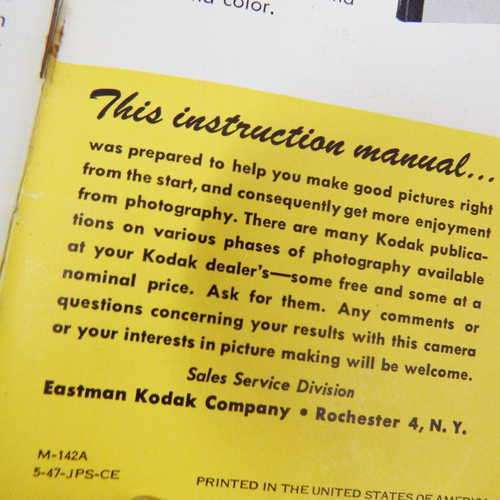 color.
This instruction manual...
was prepared to help you make good pictures right
from the start, and consequently get more enjoyment
from photography. There are many Kodak publica-
tions on various phases of photography available
at your Kodak dealer's—some free and some at a
nominal price. Ask for them. Any comments or
questions concerning your results with this camera
or your interests in picture making will be welcome.
Sales Service Division
Eastman Kodak Company • Rochester 4, N. Y.
M-142A
5-47-JPS-CE
PRINTED IN THE UNITED STATES OF AMERICA